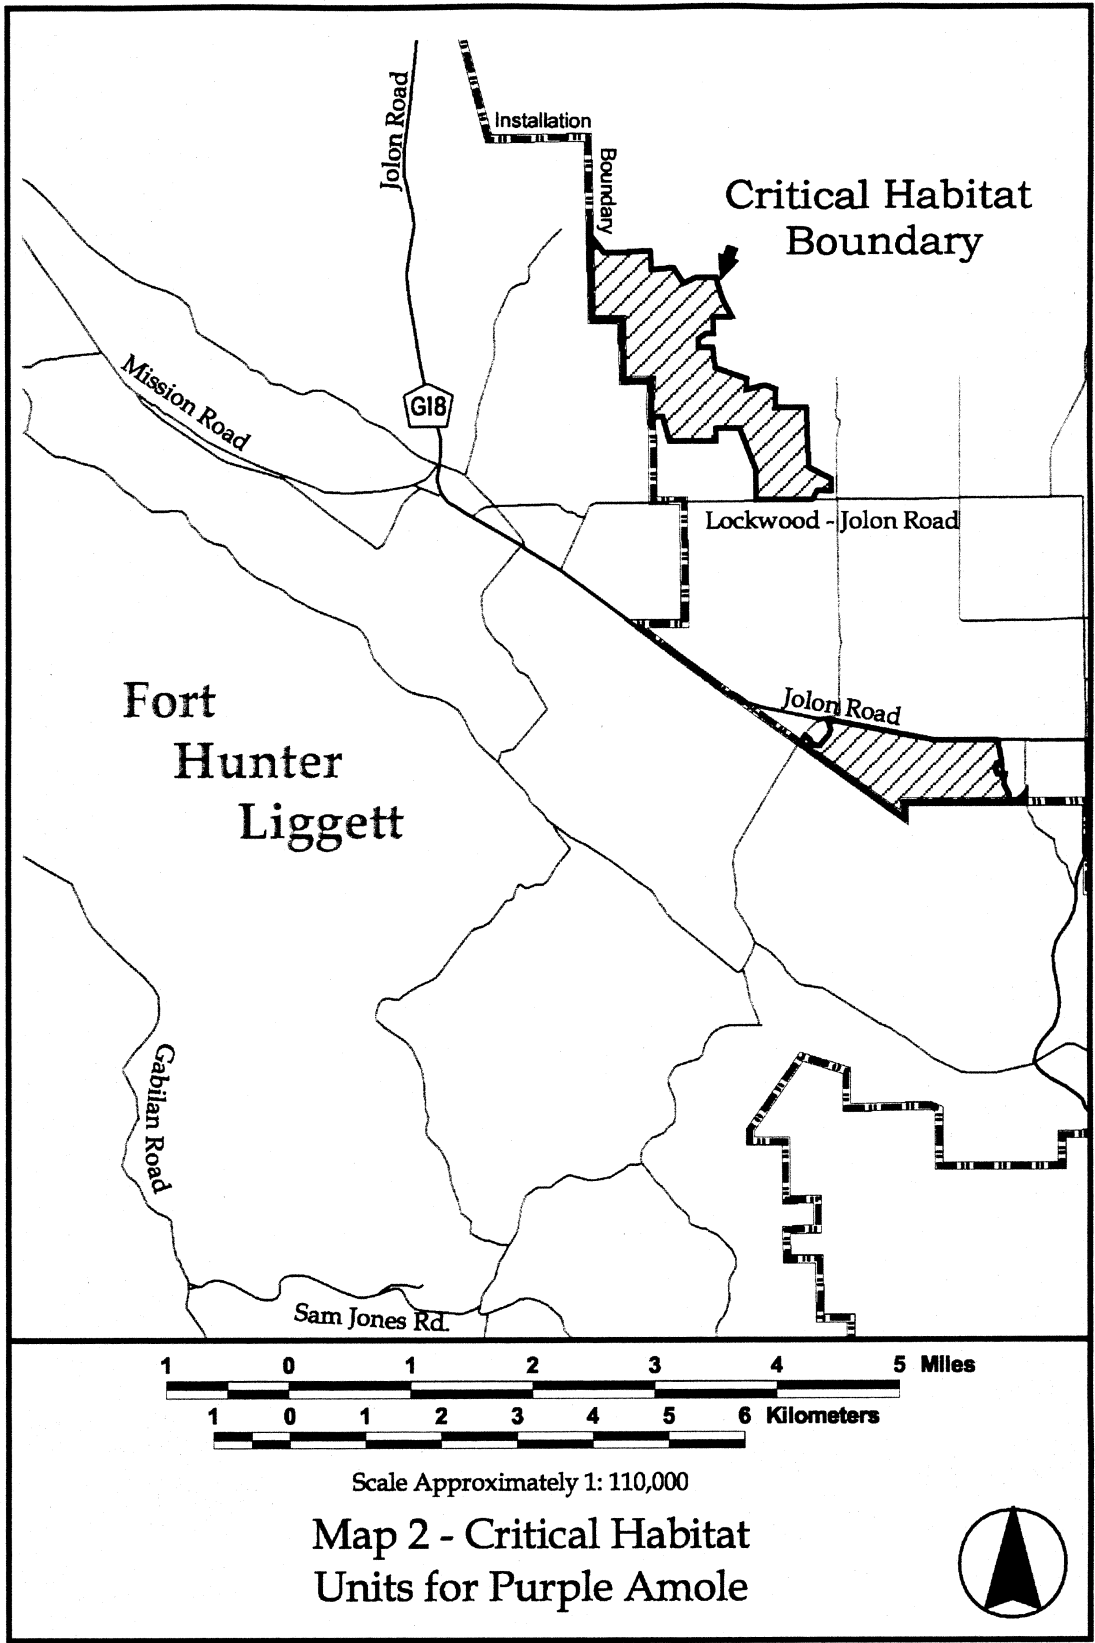 Jolon Road
Installation
Boundary
Critical Habitat
Boundary
Mission Road
G18
Lockwood - Jolon Road
Fort
Hunter
Liggett
Jolon Road
Gabilan Road
Sam Jones Rd.
1 0 1 2 3 4 5 Miles
1 0 1 2 3 4 5 6 Kilometers
Scale Approximately 1: 110,000
Map 2 - Critical Habitat
Units for Purple Amole